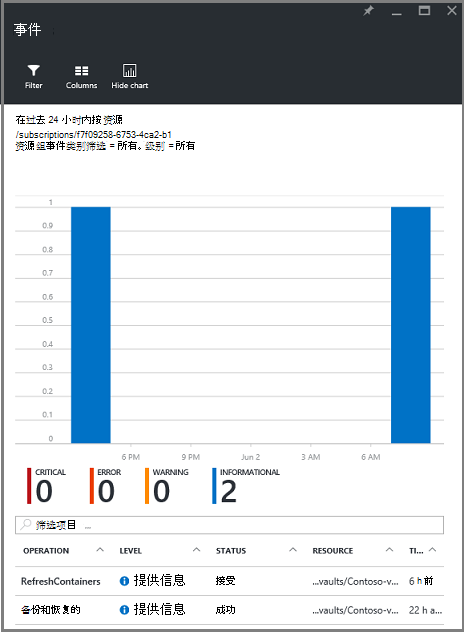 事件
Filter Columns Hide chart
在过去 24 小时内按 资源
/subscriptions/f7f09258-6753-4ca2-b1
资源组事件类别筛选 = 所有。级别 = 所有
1
0.9
0.8
0.7
0.6
0.5
0.4
0.3
0.2
0.1
0
6 PM 9 PM Jun 2 3 AM 6 AM
CRITICAL ERROR WARNING INFORMATIONAL
0 0 0 2
筛选项目 ...
OPERATION LEVEL STATUS RESOURCE TI...
RefreshContainers 提供信息 接受 ...vaults/Contoso-v... 6 h 前
备份和恢复的 提供信息 成功 ...vaults/Contoso-v... 22 h a...